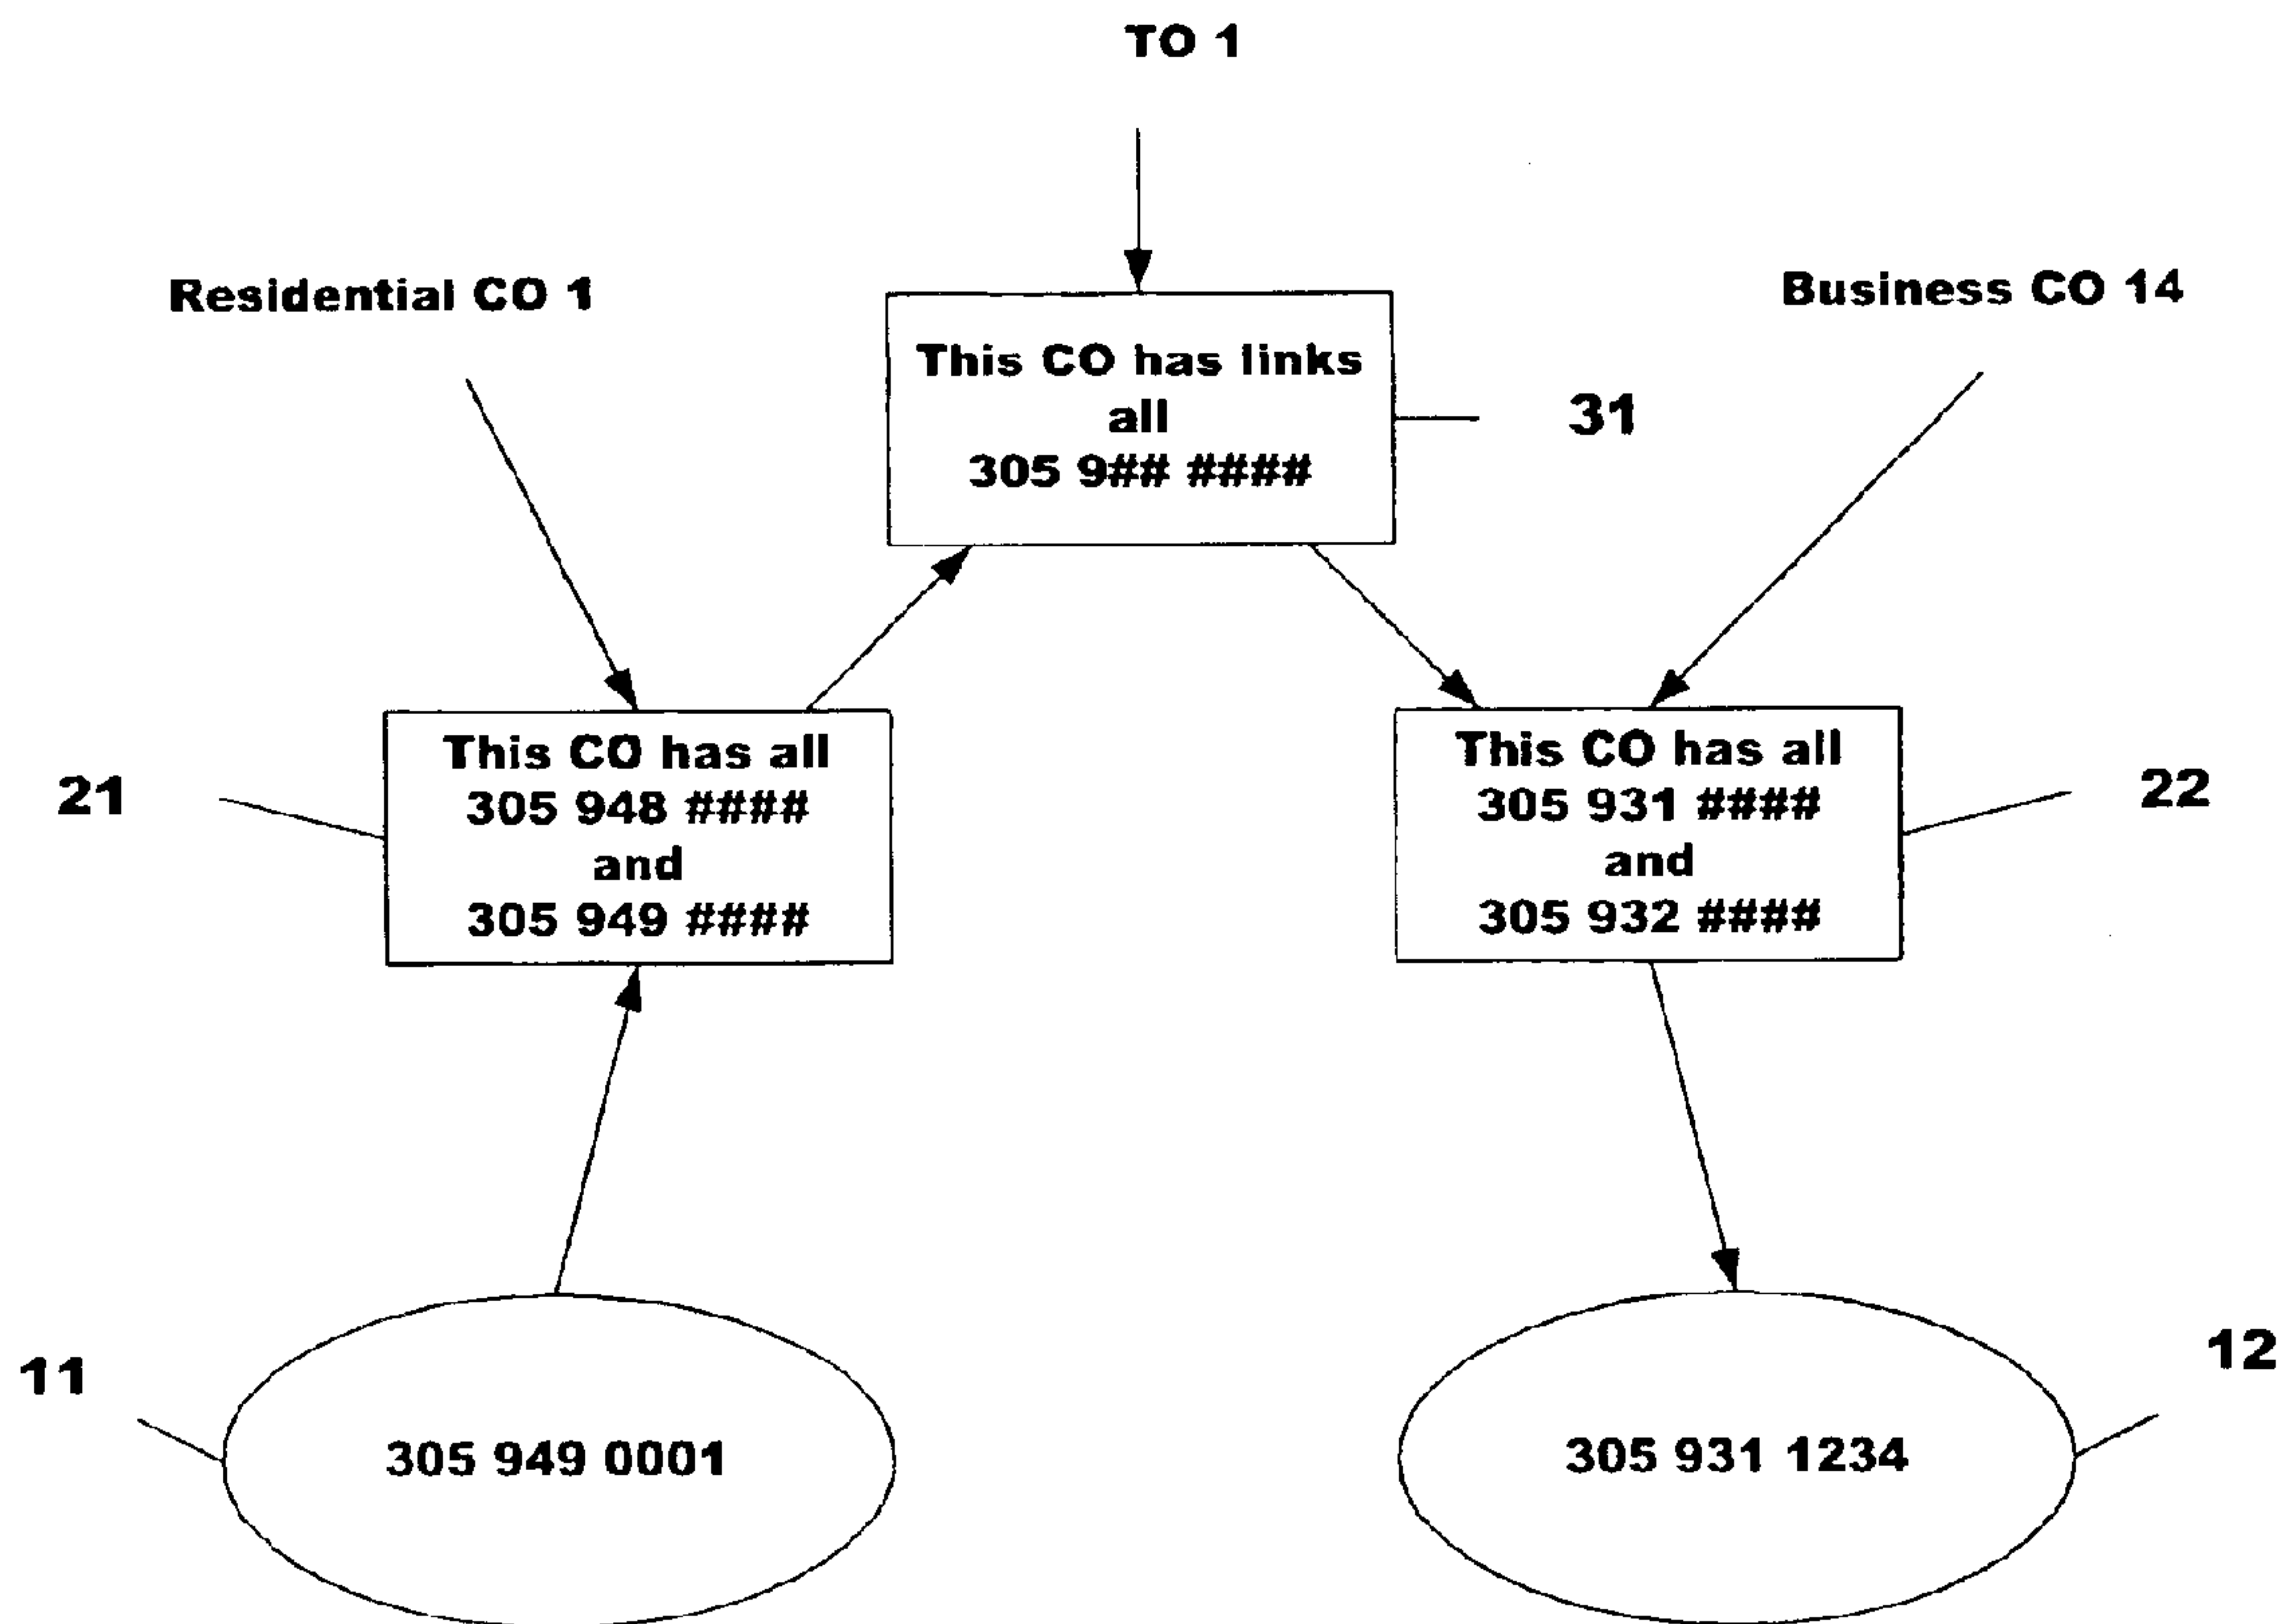 TO 1
Residential CO 1
Business CO 14
This CO has links
all
305 9## ####
31
21
This CO has all
305 948 ####
and
305 949 ####
This CO has all
305 931 ####
and
305 932 ####
22
11
305 949 0001
305 931 1234
12